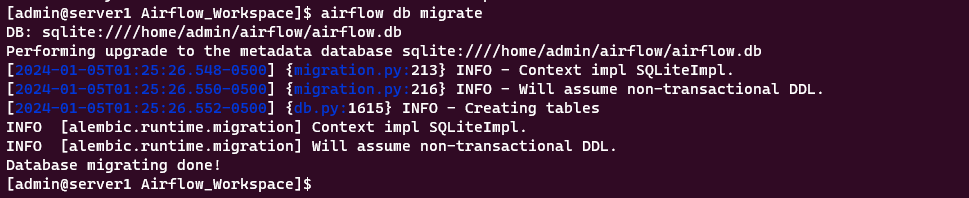 [admin@server1 Airflow_Workspace]$ airflow db migrate
DB: sqlite:////home/admin/airflow/airflow.db
Performing upgrade to the metadata database sqlite:////home/admin/airflow/airflow.db
[2024-01-05T01:25:26.548-0500] {migration.py:213} INFO - Context impl SQLiteImpl.
[2024-01-05T01:25:26.550-0500] {migration.py:216} INFO - Will assume non-transactional DDL.
[2024-01-05T01:25:26.552-0500] {db.py:1615} INFO - Creating tables
INFO  [alembic.runtime.migration] Context impl SQLiteImpl.
INFO  [alembic.runtime.migration] Will assume non-transactional DDL.
Database migrating done!
[admin@server1 Airflow_Workspace]$